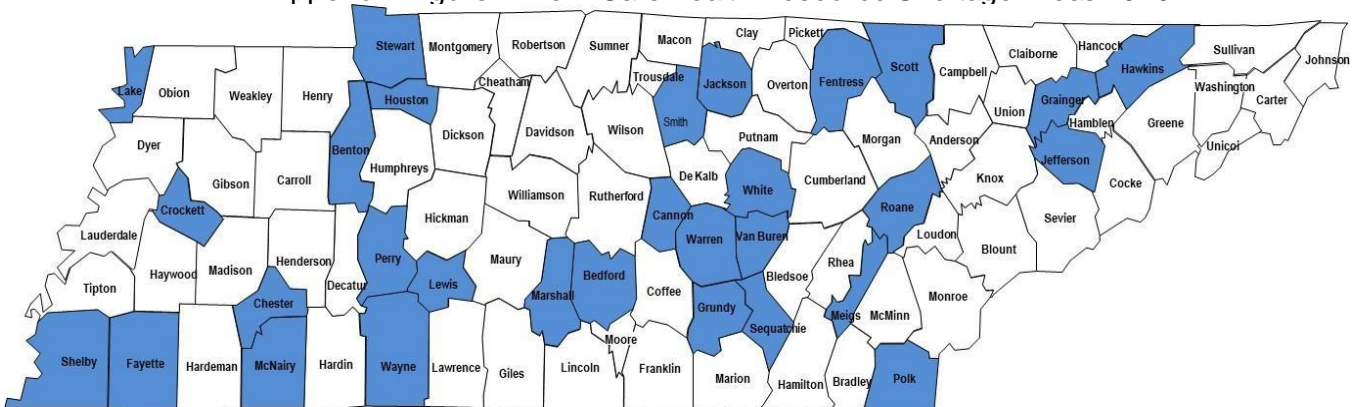 Stewart
Montgomery
Robertson
Sumner
Macon
Clay
Pickett
Scott
Campbell
Claiborne
Hancock
Hawkins
Sullivan
Johnson
Lake
Obion
Weakley
Henry
Houston
Cheatham
Trousdale
Jackson
Overton
Fentress
Union
Grainger
Washington
Carter
Smith
Hamblen
Greene
Dyer
Benton
Dickson
Davidson
Wilson
Putnam
Morgan
Anderson
Unicoi
Humphreys
Jefferson
Gibson
Carroll
Williamson
Rutherford
De Kalb
White
Cumberland
Knox
Cocke
Crockett
Hickman
Cannon
Roane
Sevier
Lauderdale
Warren
Van Buren
Loudon
Blount
Haywood
Madison
Henderson
Decatur
Perry
Maury
Bedford
Bledsoe
Rhea
Tipton
Chester
Lewis
Marshall
Coffee
Grundy
Monroe
Sequatchie
Meigs
McMinn
Moore
Shelby
Fayette
Hardeman
McNairy
Hardin
Wayne
Lawrence
Giles
Lincoln
Franklin
Marion
Hamilton
Bradley
Polk